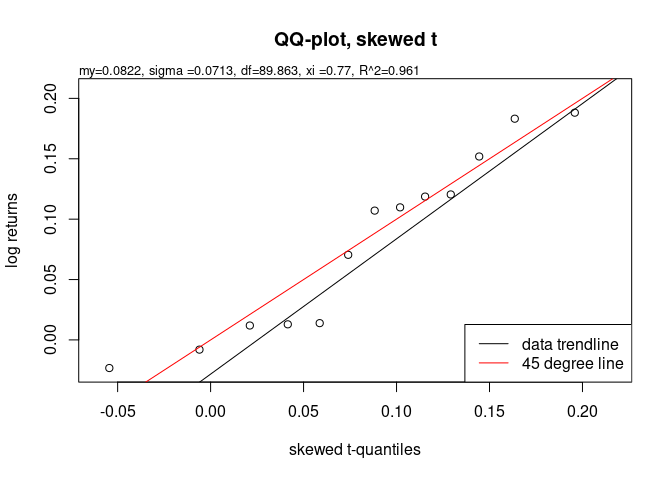 QQ-plot, skewed t
my=0.0822, sigma =0.0713, df=89.863, xi =0.77, R^2=0.961
log returns
0.20
0.15
0.10
0.05
0.00
data trendline
45 degree line
-0.05 0.00 0.05 0.10 0.15 0.20
skewed t-quantiles